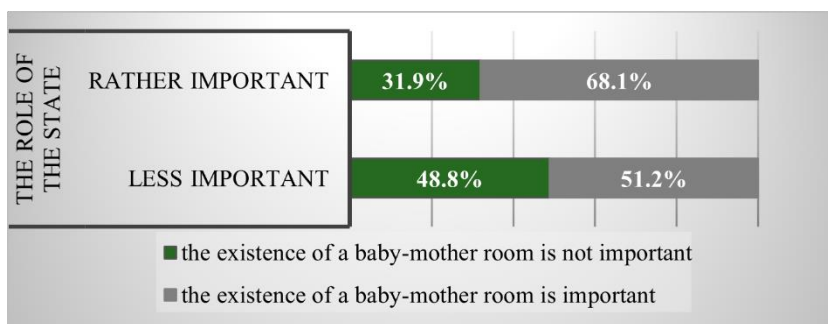 THE ROLE OF
THE STATE
RATHER IMPORTANT
31.9%
68.1%
LESS IMPORTANT
48.8%
51.2%
the existence of a baby-mother room is not important
the existence of a baby-mother room is important